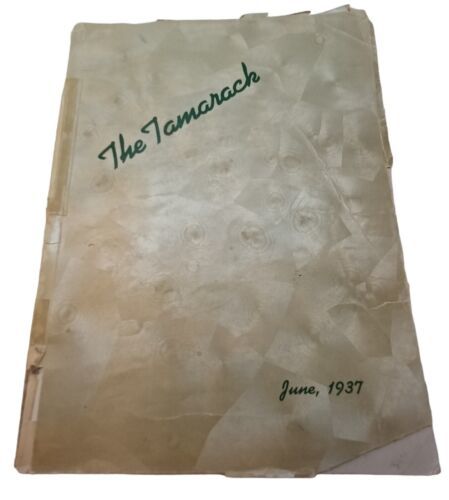 The Tamarack
June, 1937